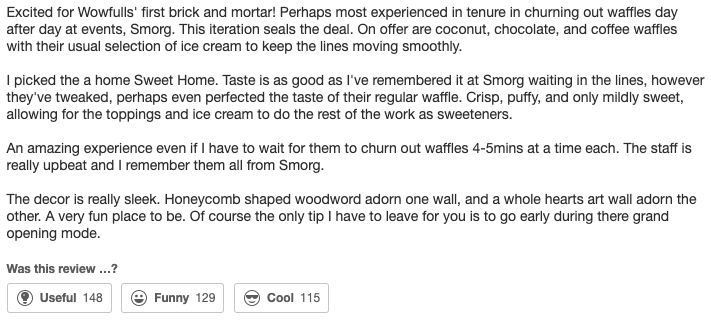 Excited for Wowfulls' first brick and mortar! Perhaps most experienced in tenure in churning out waffles day
after day at events, Smorg. This iteration seals the deal. On offer are coconut, chocolate, and coffee waffles
with their usual selection of ice cream to keep the lines moving smoothly.
I picked the a home Sweet Home. Taste is as good as I've remembered it at Smorg waiting in the lines, however
they've tweaked, perhaps even perfected the taste of their regular waffle. Crisp, puffy, and only mildly sweet,
allowing for the toppings and ice cream to do the rest of the work as sweeteners.
An amazing experience even if I have to wait for them to churn out waffles 4-5mins at a time each. The staff is
really upbeat and I remember them all from Smorg.
The decor is really sleek. Honeycomb shaped woodword adorn one wall, and a whole hearts art wall adorn the
other. A very fun place to be. Of course the only tip I have to leave for you is to go early during there grand
opening mode.
Was this review ...?
Useful 148 Funny 129 Cool 115